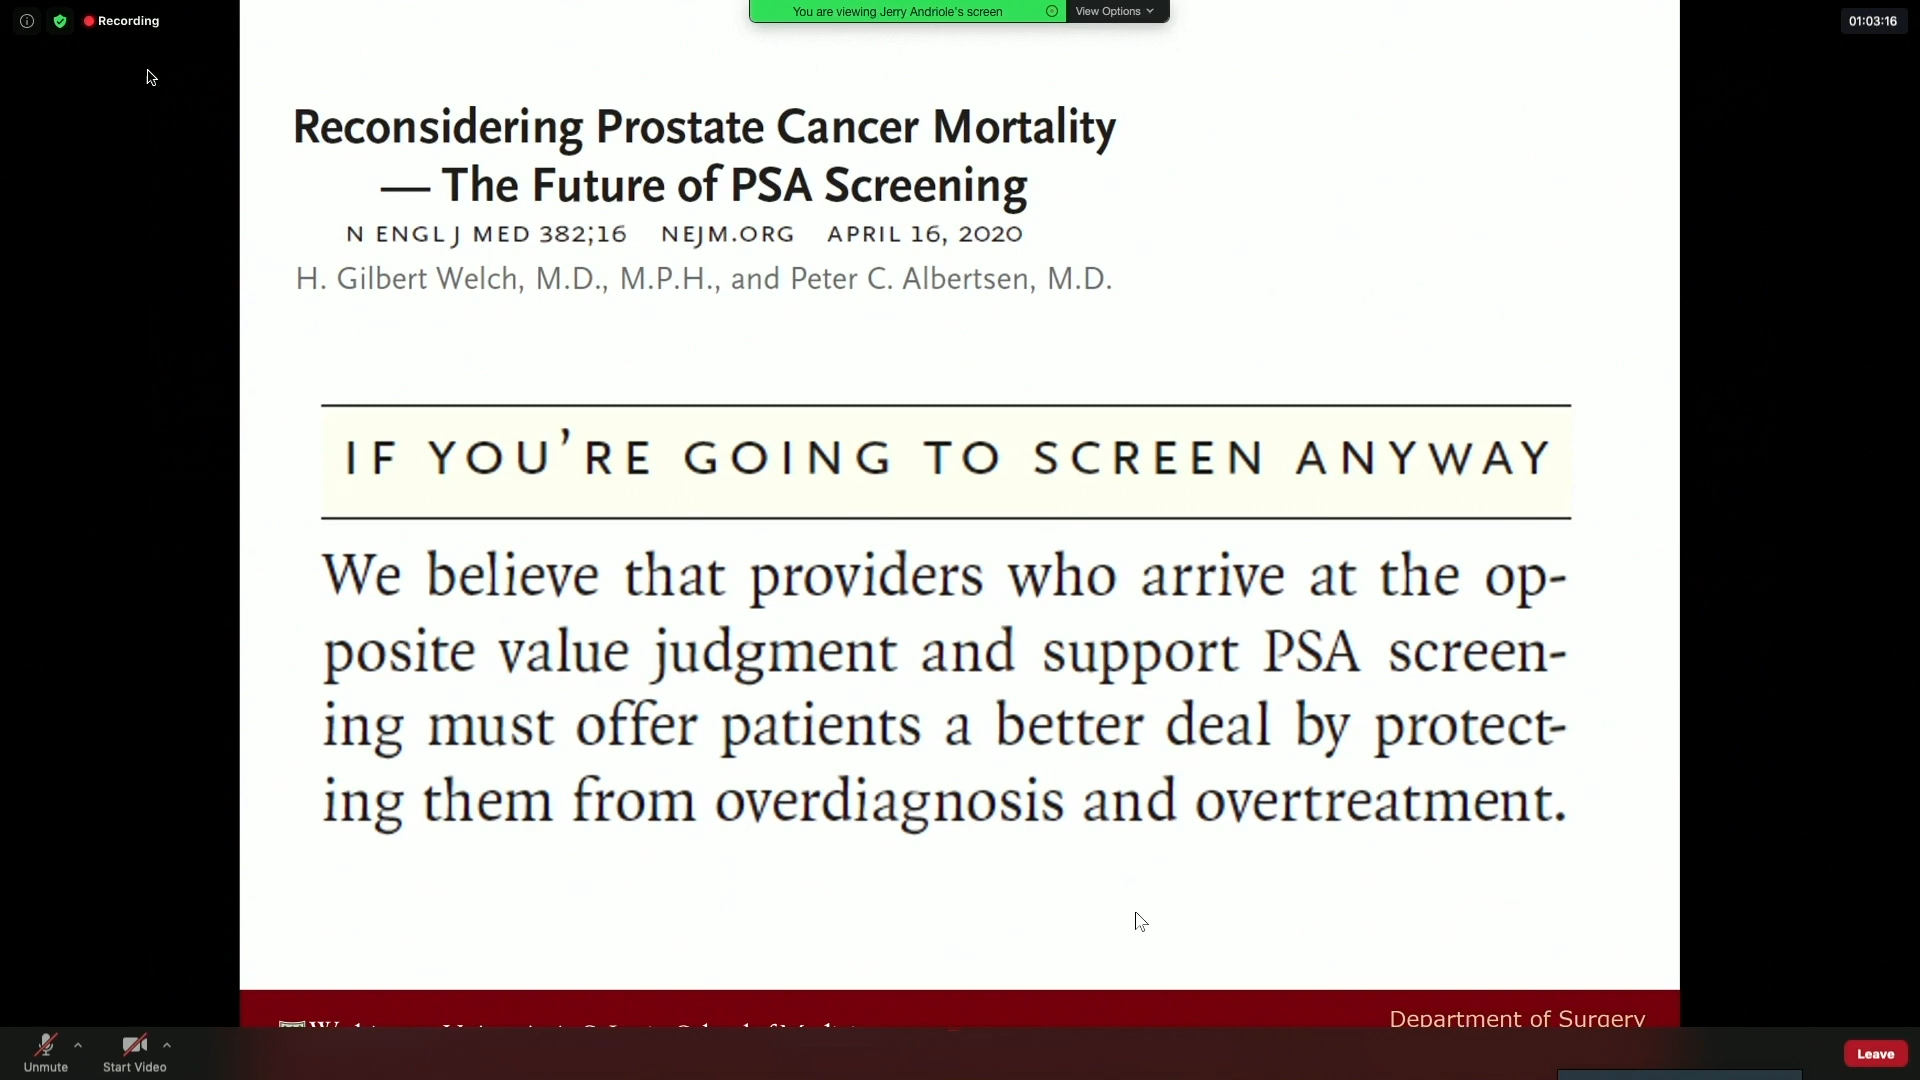 Recording
You are viewing Jerry Andriole's screen
View Options
01:03:16
Reconsidering Prostate Cancer Mortality
— The Future of PSA Screening
N ENGL J MED 382;16 NEJM.ORG APRIL 16, 2020
H. Gilbert Welch, M.D., M.P.H., and Peter C. Albertsen, M.D.
IF YOU'RE GOING TO SCREEN ANYWAY
We believe that providers who arrive at the op-
posite value judgment and support PSA screen-
ing must offer patients a better deal by protect-
ing them from overdiagnosis and overtreatment.
Department of Surgery
Unmute
Start Video
Leave